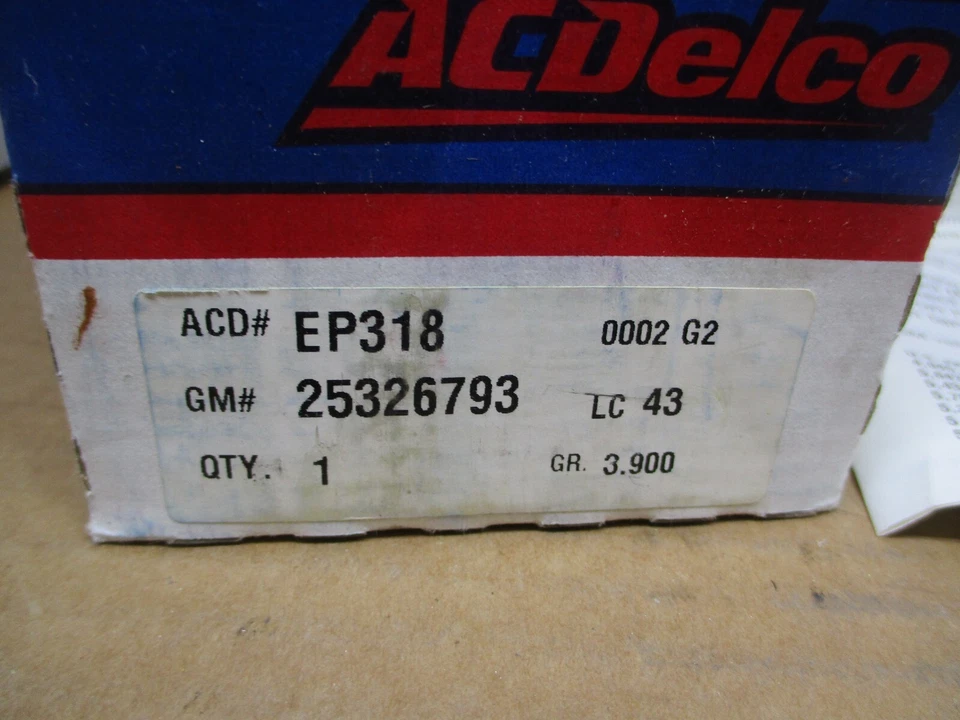 ACDelco
ACD# EP318 0002 G2
GM# 25326793 LC 43
QTY. 1 GR. 3.900